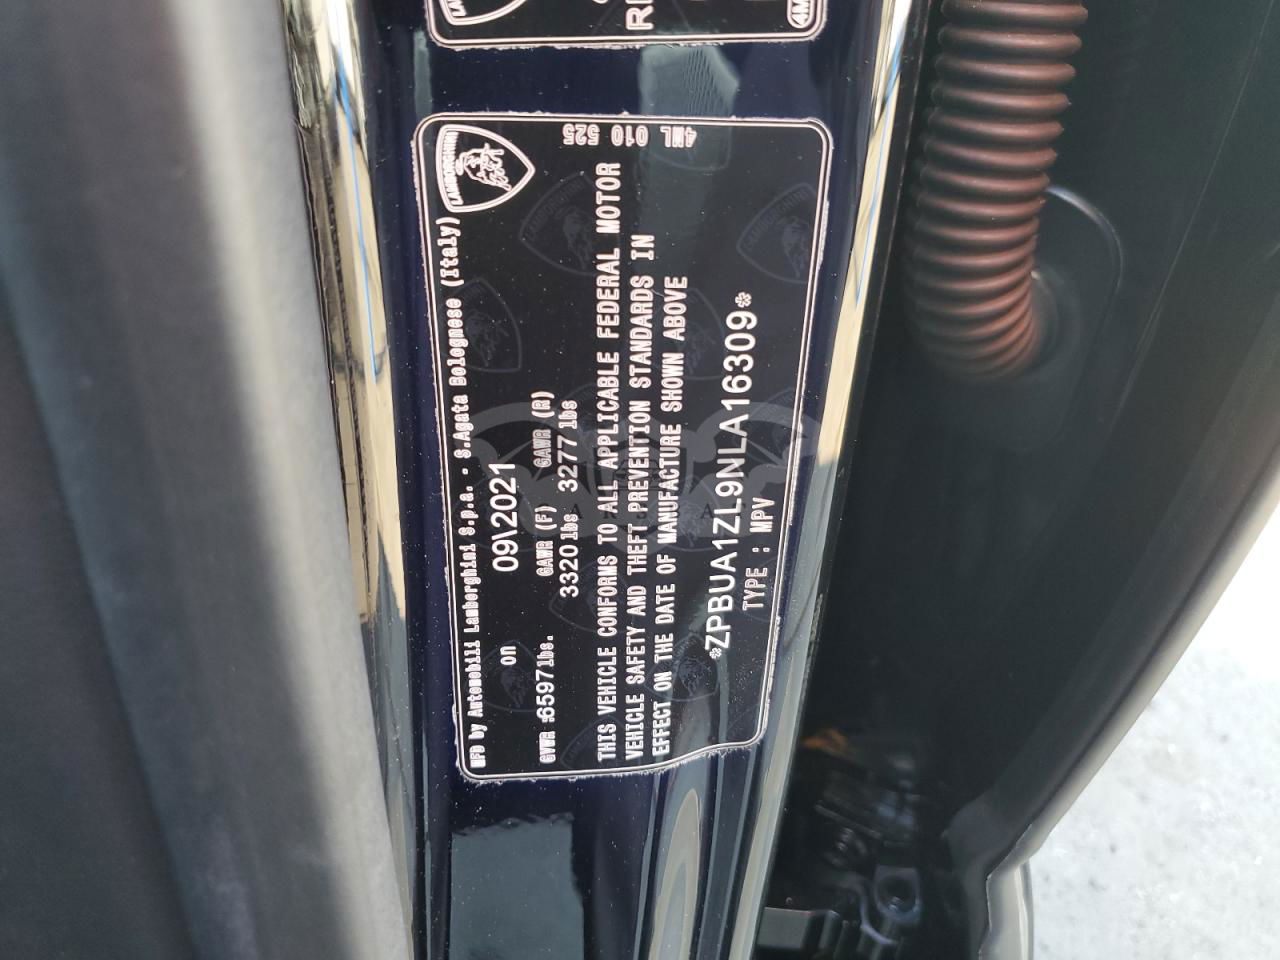 LAMBORGHINI
MFD by Automobili Lamborghini S.p.a. - S.Agata Bolognese (Italy)
on 09\2021
GVWR : GAWR (F) GAWR (R)
6597 lbs. 3320 lbs 3277 lbs
THIS VEHICLE CONFORMS TO ALL APPLICABLE FEDERAL MOTOR
VEHICLE SAFETY AND THEFT PREVENTION STANDARDS IN
EFFECT ON THE DATE OF MANUFACTURE SHOWN ABOVE
*ZPBUA1ZL9NLA16309*
TYPE : MPV
4ML 010
525
4M